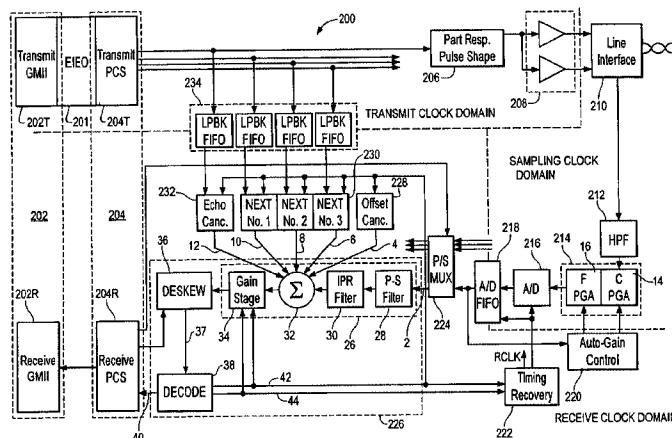 200
Transmit GMII
EIEO
Transmit PCS
202T
201
204T
Part Resp. Pulse Shape
206
208
Line Interface
210
234
LPBK FIFO
LPBK FIFO
LPBK FIFO
LPBK FIFO
TRANSMIT CLOCK DOMAIN
SAMPLING CLOCK DOMAIN
230
232
228
Echo Canc.
NEXT No. 1
NEXT No. 2
NEXT No. 3
Offset Canc.
12
10
8
6
4
212
HPF
202
204
36
218
216
214
16
14
P/S MUX
224
A/D FIFO
A/D
F PGA
C PGA
DESKEW
Gain Stage
Σ
IPR Filter
P-S Filter
34
32
30
28
26
2
202R
204R
Receive GMII
Receive PCS
37
38
DECODE
42
44
40
226
RCLK
Timing Recovery
222
Auto-Gain Control
220
RECEIVE CLOCK DOMAIN